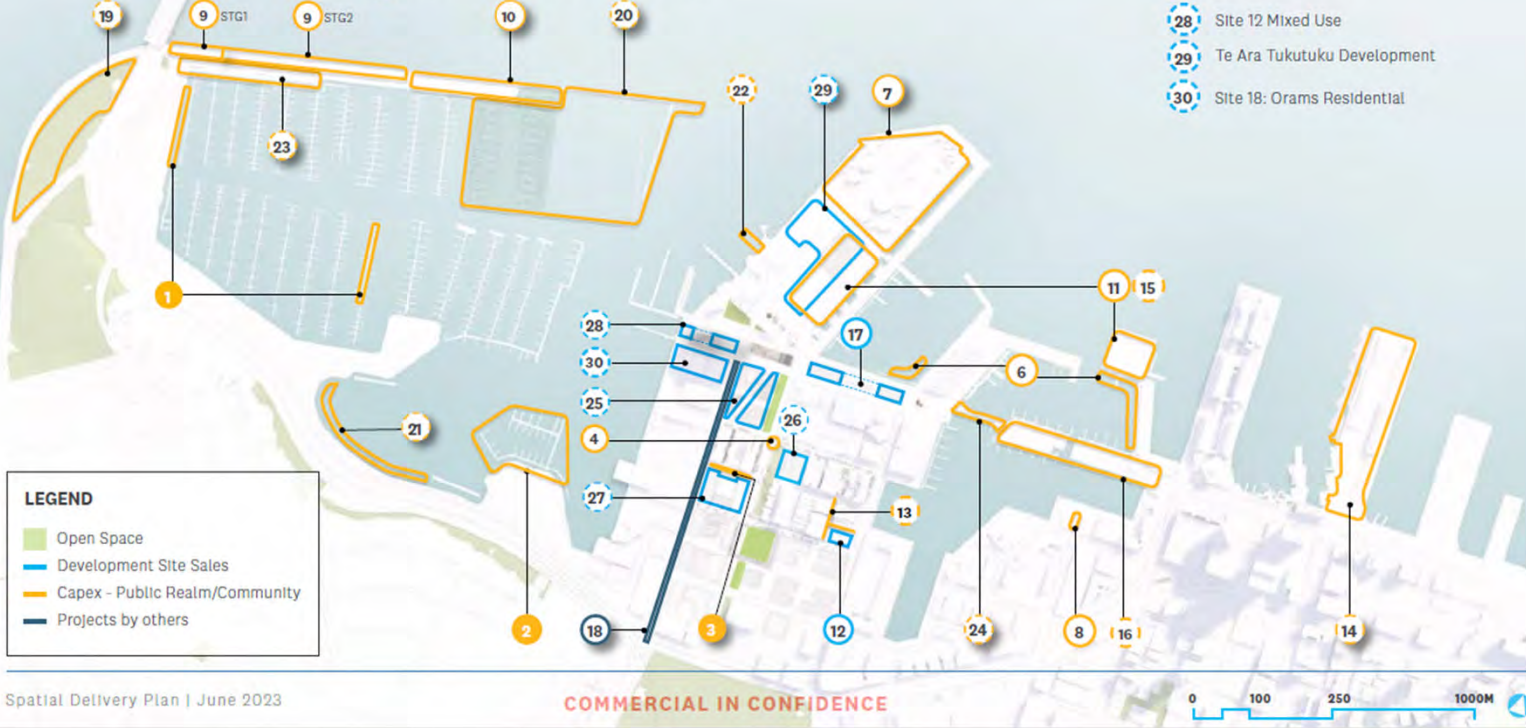 19
9 STG1
9 STG2
10
20
28 Site 12 Mixed Use
29 Te Ara Tukutuku Development
30 Site 18: Orams Residential
22
29
7
23
1
11 15
28
17
30
6
25
26
4
21
27
13
LEGEND
Open Space
Development Site Sales
Capex - Public Realm/Community
Projects by others
2
18
3
12
24
8
16
14
Spatial Delivery Plan | June 2023
COMMERCIAL IN CONFIDENCE
0 100 250 1000M